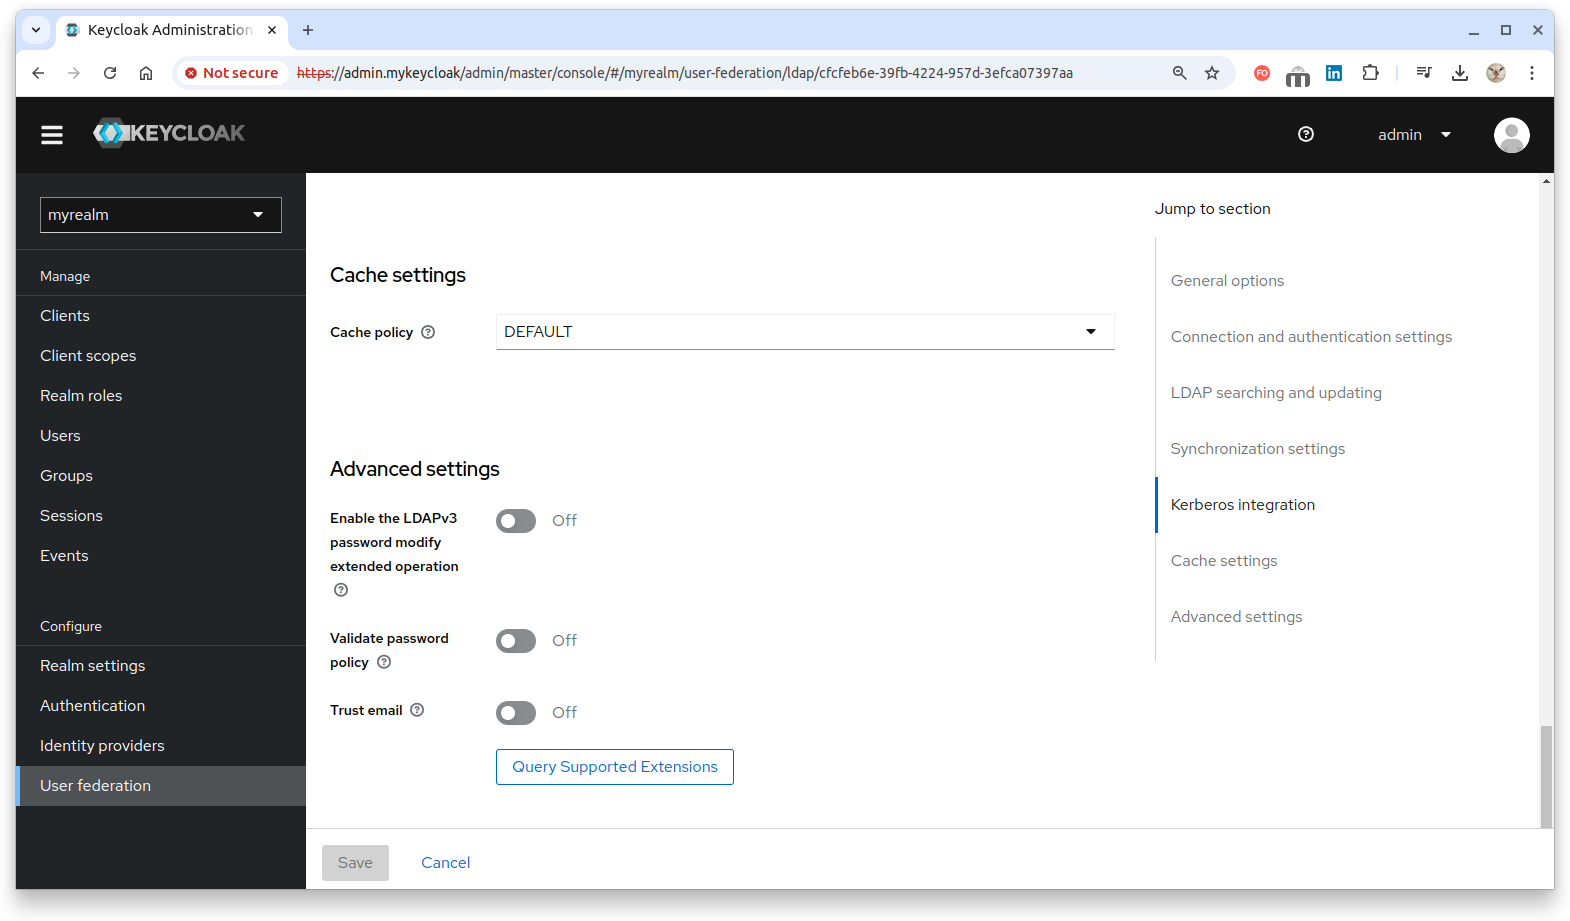 Keycloak Administration
Not secure
https://admin.mykeycloak/admin/master/console/#/myrealm/user-federation/ldap/cfcfeb6e-39fb-4224-957d-3efca07397aa
FO
in
KEYCLOAK
admin
myrealm
Manage
Clients
Client scopes
Realm roles
Users
Groups
Sessions
Events
Configure
Realm settings
Authentication
Identity providers
User federation
Cache settings
Cache policy
DEFAULT
Advanced settings
Enable the LDAPv3
password modify
extended operation
Off
Validate password
policy
Off
Trust email
Off
Query Supported Extensions
Save
Cancel
Jump to section
General options
Connection and authentication settings
LDAP searching and updating
Synchronization settings
Kerberos integration
Cache settings
Advanced settings